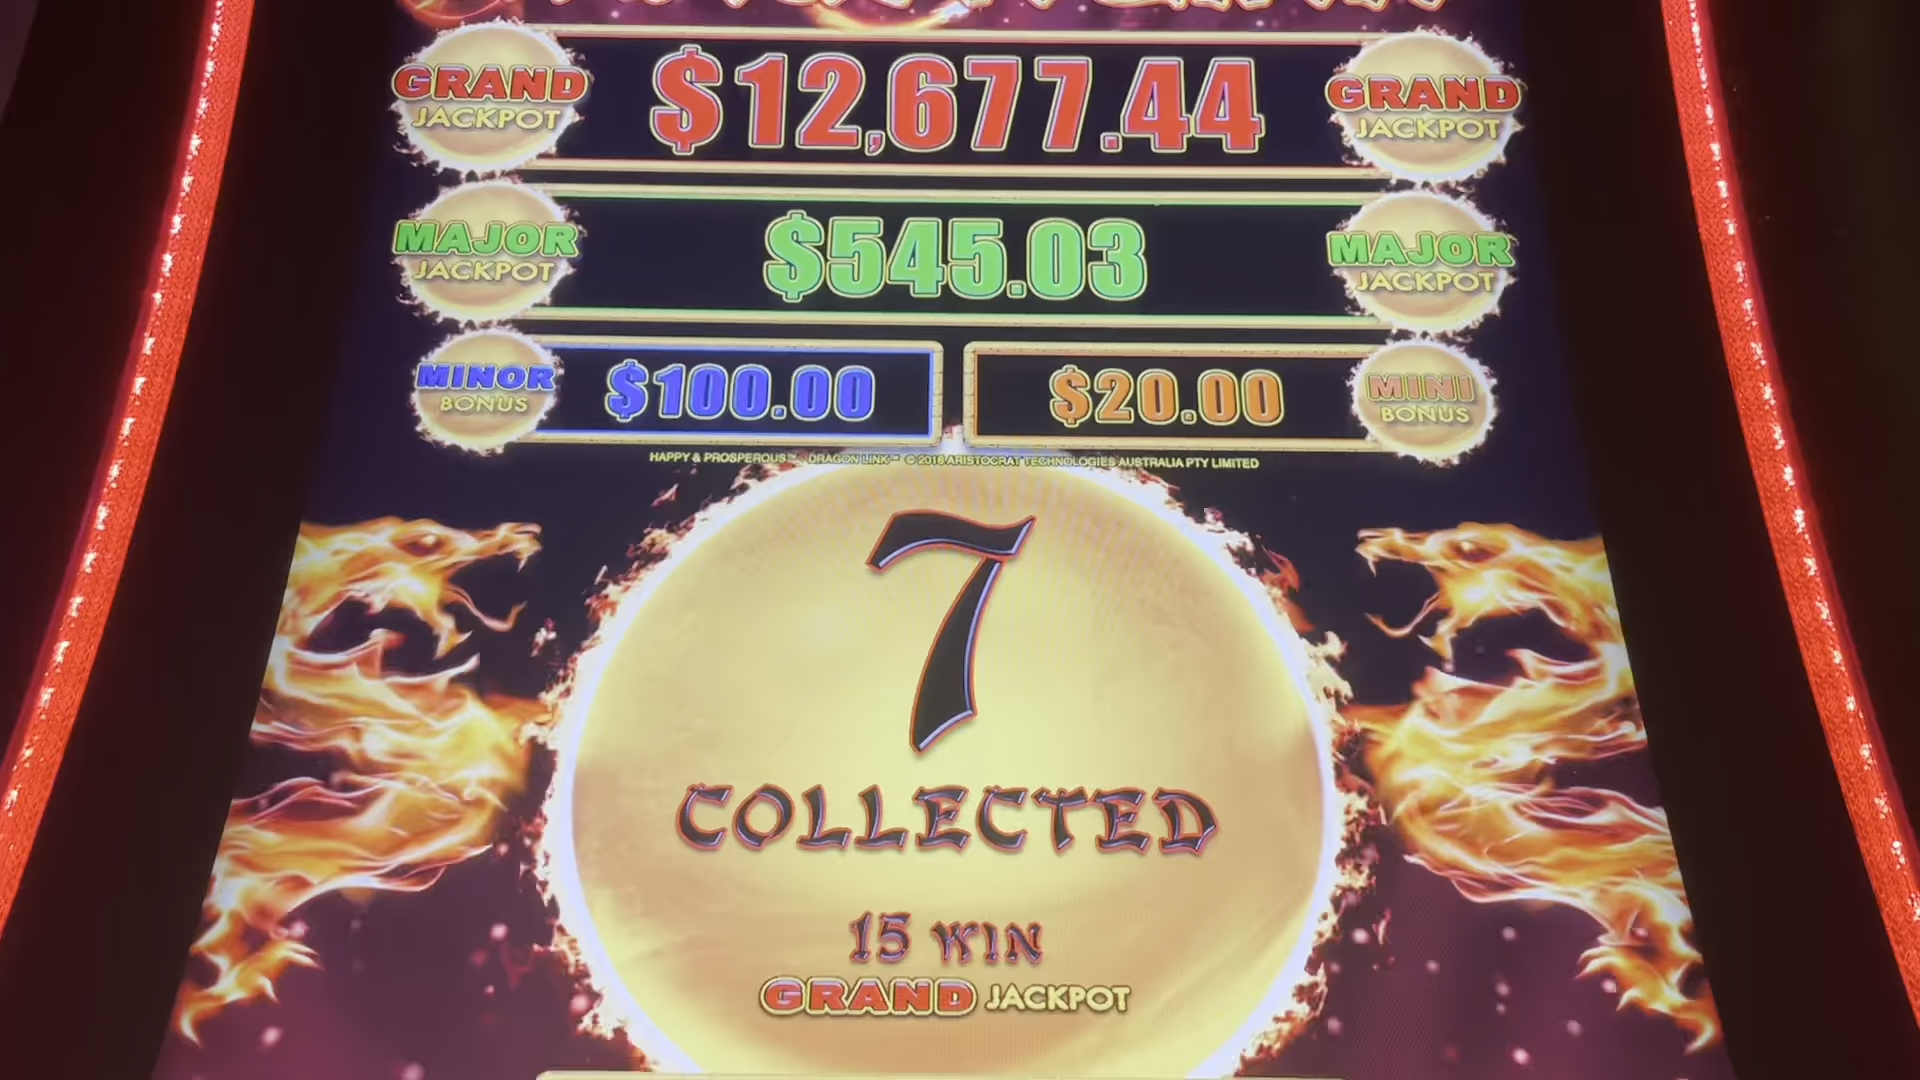 GRAND
JACKPOT
$12,677.44
GRAND
JACKPOT
MAJOR
JACKPOT
$545.03
MAJOR
JACKPOT
MINOR
BONUS
$100.00
$20.00
MINI
BONUS
HAPPY & PROSPEROUS™ DRAGON LINK™ © 2016 ARISTOCRAT TECHNOLOGIES AUSTRALIA PTY LIMITED
7
COLLECTED
15 WIN
GRAND JACKPOT